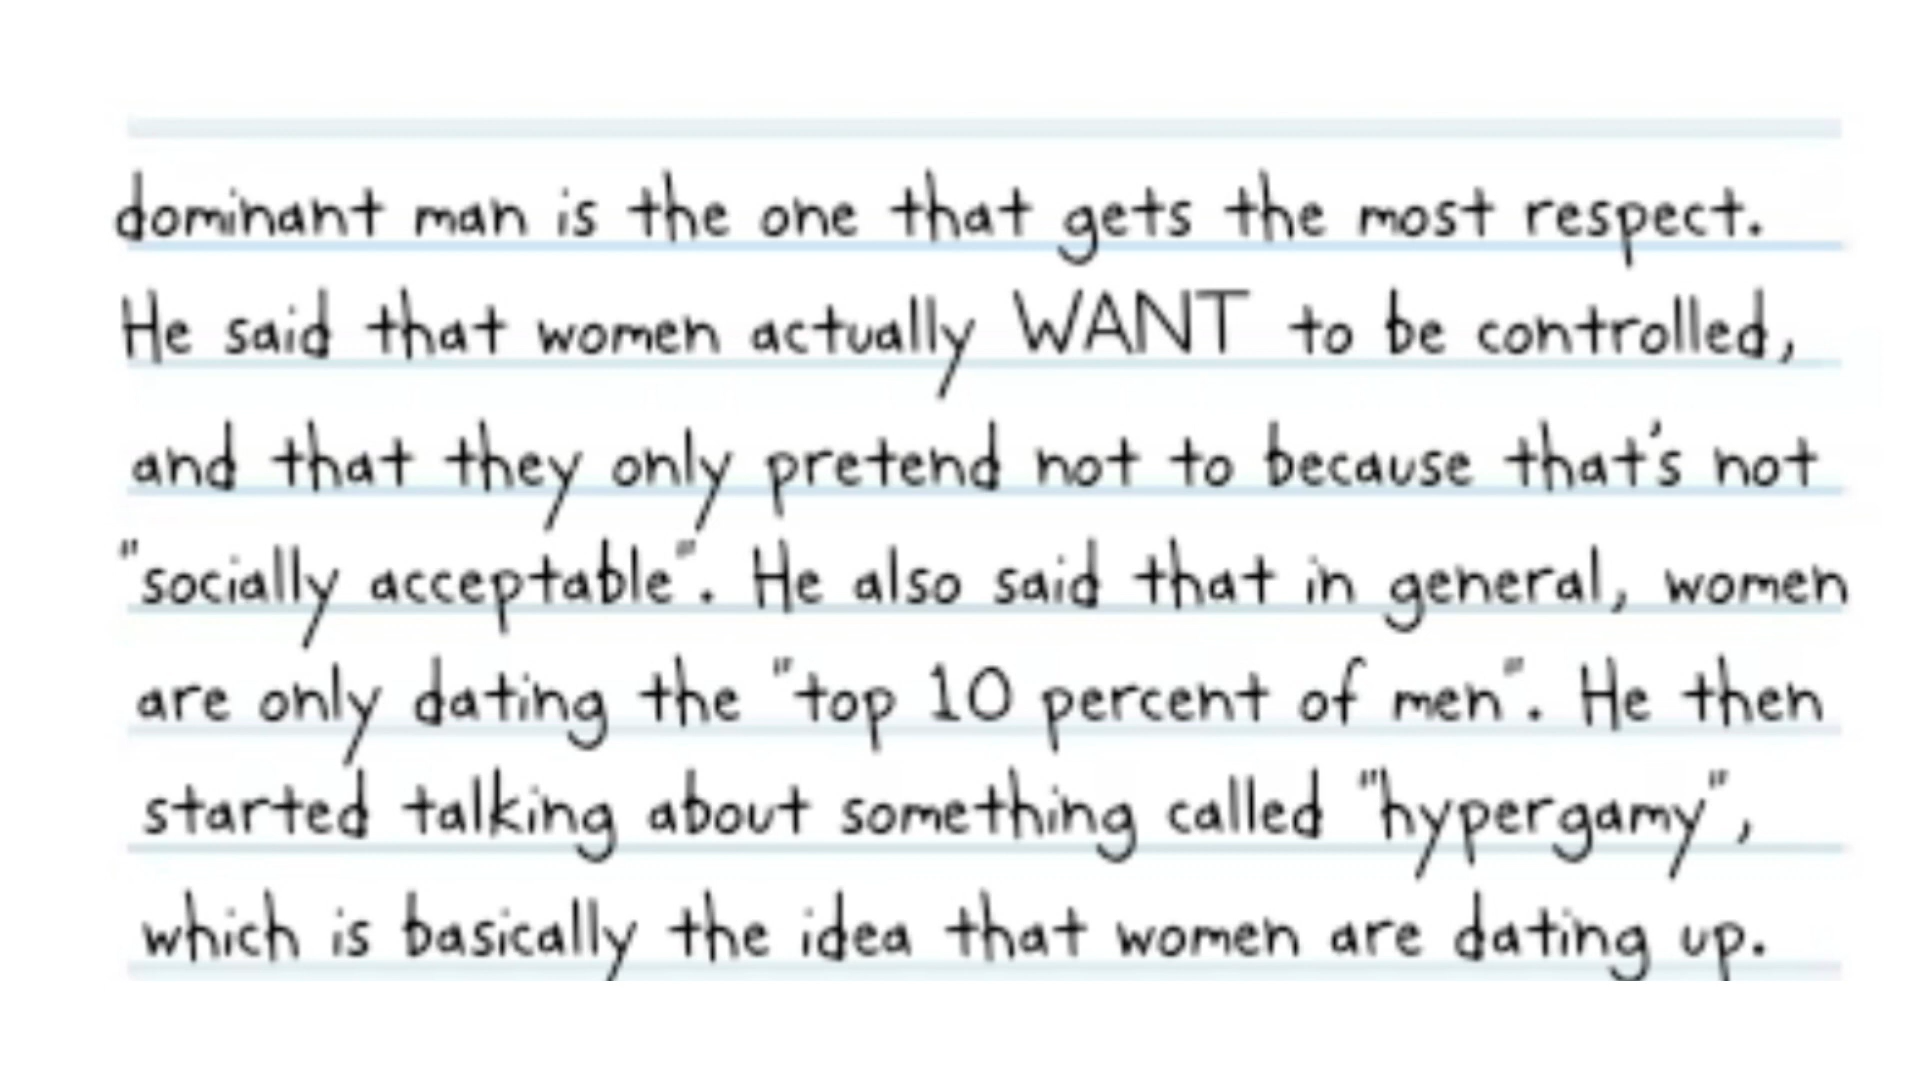 dominant man is the one that gets the most respect.
He said that women actually WANT to be controlled,
and that they only pretend not to because that's not
"socially acceptable". He also said that in general, women
are only dating the "top 10 percent of men". He then
started talking about something called "hypergamy",
which is basically the idea that women are dating up.